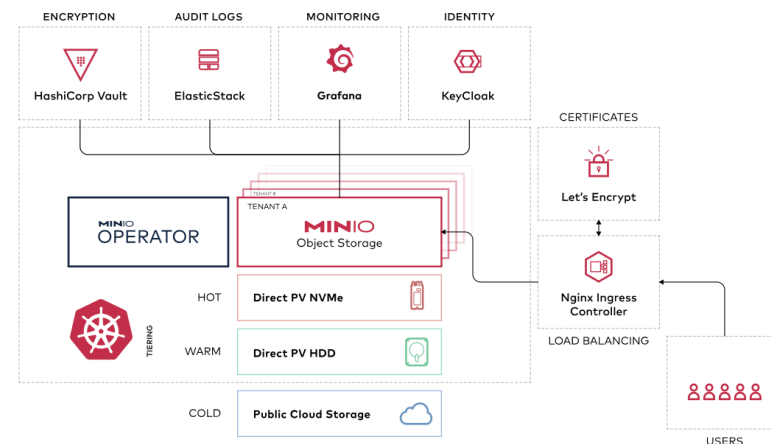 ENCRYPTION
AUDIT LOGS
MONITORING
IDENTITY
HashiCorp Vault
ElasticStack
Grafana
KeyCloak
CERTIFICATES
Let's Encrypt
TENANT B
TENANT A
MINIO
OPERATOR
MINIO
Object Storage
Nginx Ingress
Controller
LOAD BALANCING
HOT
Direct PV NVMe
TIERING
WARM
Direct PV HDD
COLD
Public Cloud Storage
USERS